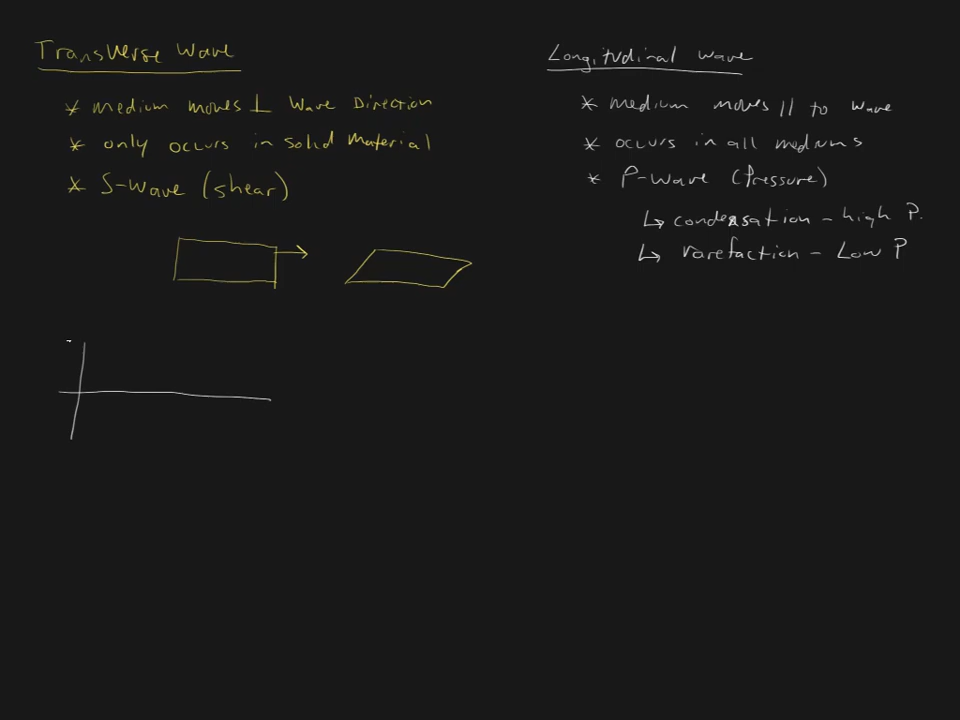 Transverse Wave
* medium moves ⊥ Wave Direction
* only occurs in solid Material
* S-Wave (shear)
Longitudinal wave
* medium moves // to wave
* occurs in all mediums
* P-Wave (Pressure)
↳ condensation - high P.
↳ rarefaction - Low P